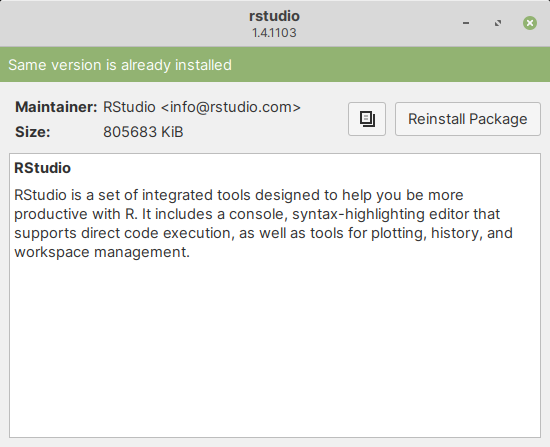 rstudio
1.4.1103
Same version is already installed
Maintainer: RStudio <info@rstudio.com>
Size: 805683 KiB
Reinstall Package
RStudio
RStudio is a set of integrated tools designed to help you be more
productive with R. It includes a console, syntax-highlighting editor that
supports direct code execution, as well as tools for plotting, history, and
workspace management.